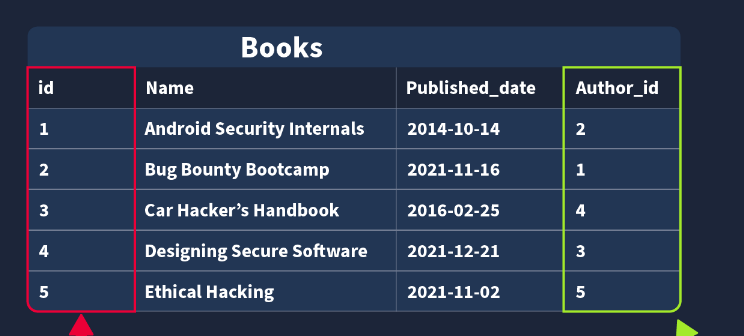 Books
id Name Published_date Author_id
1 Android Security Internals 2014-10-14 2
2 Bug Bounty Bootcamp 2021-11-16 1
3 Car Hacker’s Handbook 2016-02-25 4
4 Designing Secure Software 2021-12-21 3
5 Ethical Hacking 2021-11-02 5